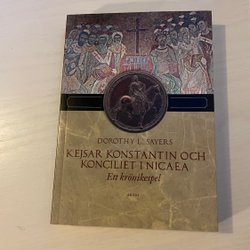 DOROTHY L. SAYERS
KEJSAR KONSTANTIN OCH
KONCILIET I NICAEA
Ett krönikespel